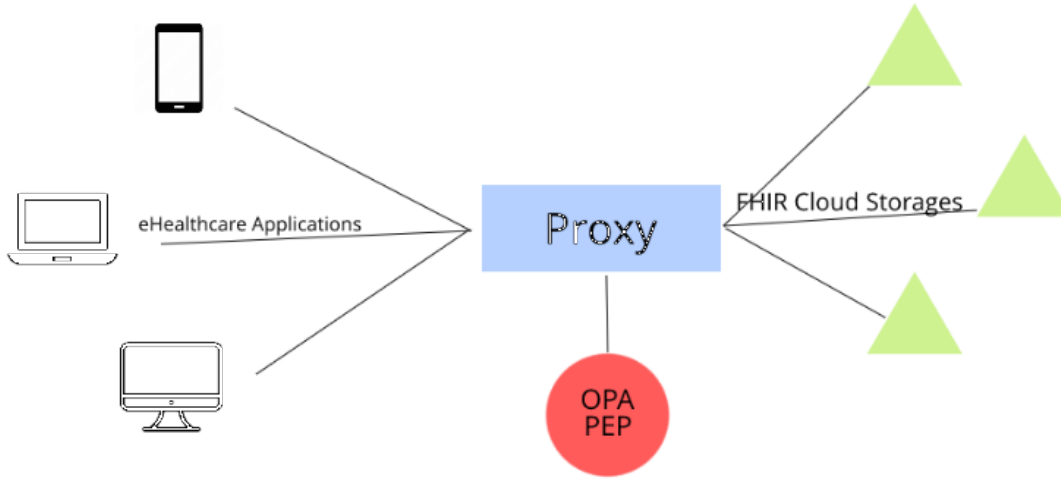 eHealthcare Applications
Proxy
FHIR Cloud Storages
OPA
PEP